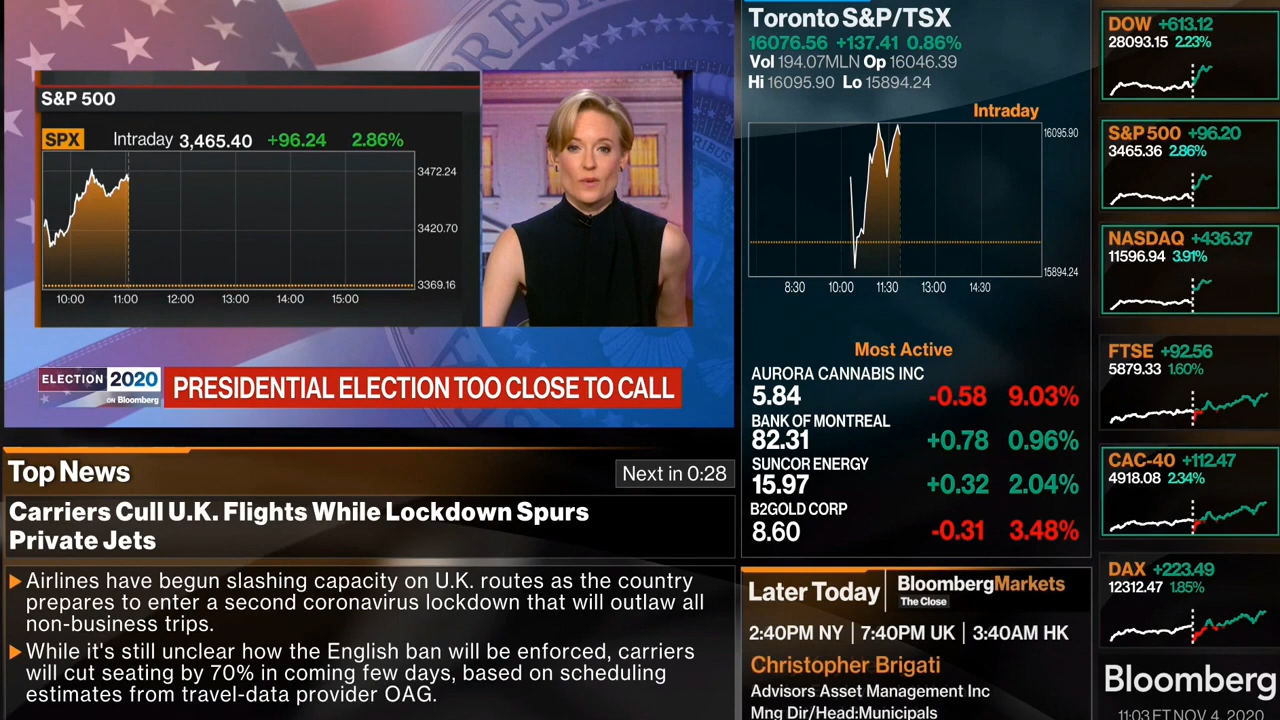 S&P 500
SPX Intraday 3,465.40 +96.24 2.86%
3472.24
3420.70
3369.16
10:00 11:00 12:00 13:00 14:00 15:00
ELECTION 2020
ON Bloomberg
PRESIDENTIAL ELECTION TOO CLOSE TO CALL
Top News
Next in 0:28
Carriers Cull U.K. Flights While Lockdown Spurs
Private Jets
Airlines have begun slashing capacity on U.K. routes as the country
prepares to enter a second coronavirus lockdown that will outlaw all
non-business trips.
While it's still unclear how the English ban will be enforced, carriers
will cut seating by 70% in coming few days, based on scheduling
estimates from travel-data provider OAG.
Toronto S&P/TSX
16076.56 +137.41 0.86%
Vol 194.07MLN Op 16046.39
Hi 16095.90 Lo 15894.24
Intraday
16095.90
15894.24
8:30 10:00 11:30 13:00 14:30
Most Active
AURORA CANNABIS INC
5.84 -0.58 9.03%
BANK OF MONTREAL
82.31 +0.78 0.96%
SUNCOR ENERGY
15.97 +0.32 2.04%
B2GOLD CORP
8.60 -0.31 3.48%
Later Today
BloombergMarkets
The Close
2:40PM NY | 7:40PM UK | 3:40AM HK
Christopher Brigati
Advisors Asset Management Inc
Mng Dir/Head:Municipals
DOW +613.12
28093.15 2.23%
S&P 500 +96.20
3465.36 2.86%
NASDAQ +436.37
11596.94 3.91%
FTSE +92.56
5879.33 1.60%
CAC-40 +112.47
4918.08 2.34%
DAX +223.49
12312.47 1.85%
Bloomberg
11:03 ET NOV 4, 2020